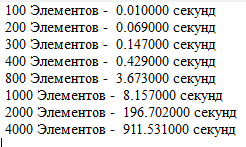 100 Элементов -  0.010000 секунд
200 Элементов -  0.069000 секунд
300 Элементов -  0.147000 секунд
400 Элементов -  0.429000 секунд
800 Элементов -  3.673000 секунд
1000 Элементов -  8.157000 секунд
2000 Элементов -  196.702000 секунд
4000 Элементов -  911.531000 секунд